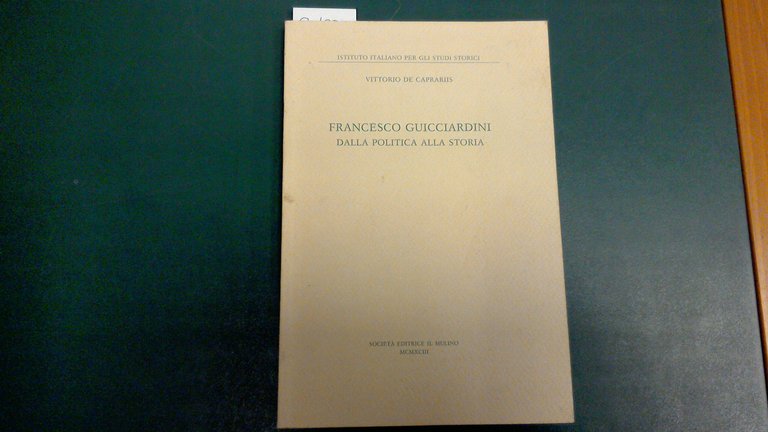 ISTITUTO ITALIANO PER GLI STUDI STORICI
VITTORIO DE CAPRARIIS
FRANCESCO GUICCIARDINI
DALLA POLITICA ALLA STORIA
SOCIETÀ EDITRICE IL MULINO
MCMXCIII